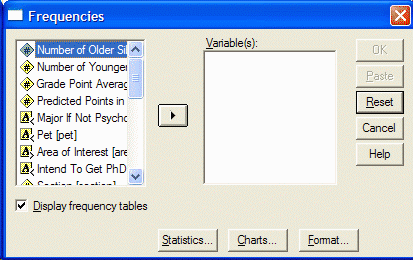 Frequencies
Number of Older Si
Number of Younger
Grade Point Averag
Predicted Points in
Major If Not Psycho
Pet [pet]
Area of Interest [are
Intend To Get PhD
Section [section]
Variable(s):
OK
Paste
Reset
Cancel
Help
Display frequency tables
Statistics...
Charts...
Format...